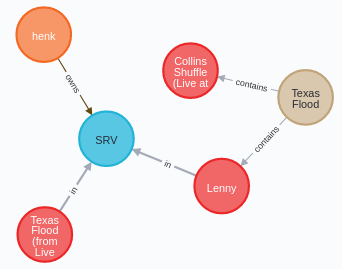 henk
owns
Collins
Shuffle
(Live at
contains
Texas
Flood
contains
SRV
in
Lenny
in
Texas
Flood
(from
Live